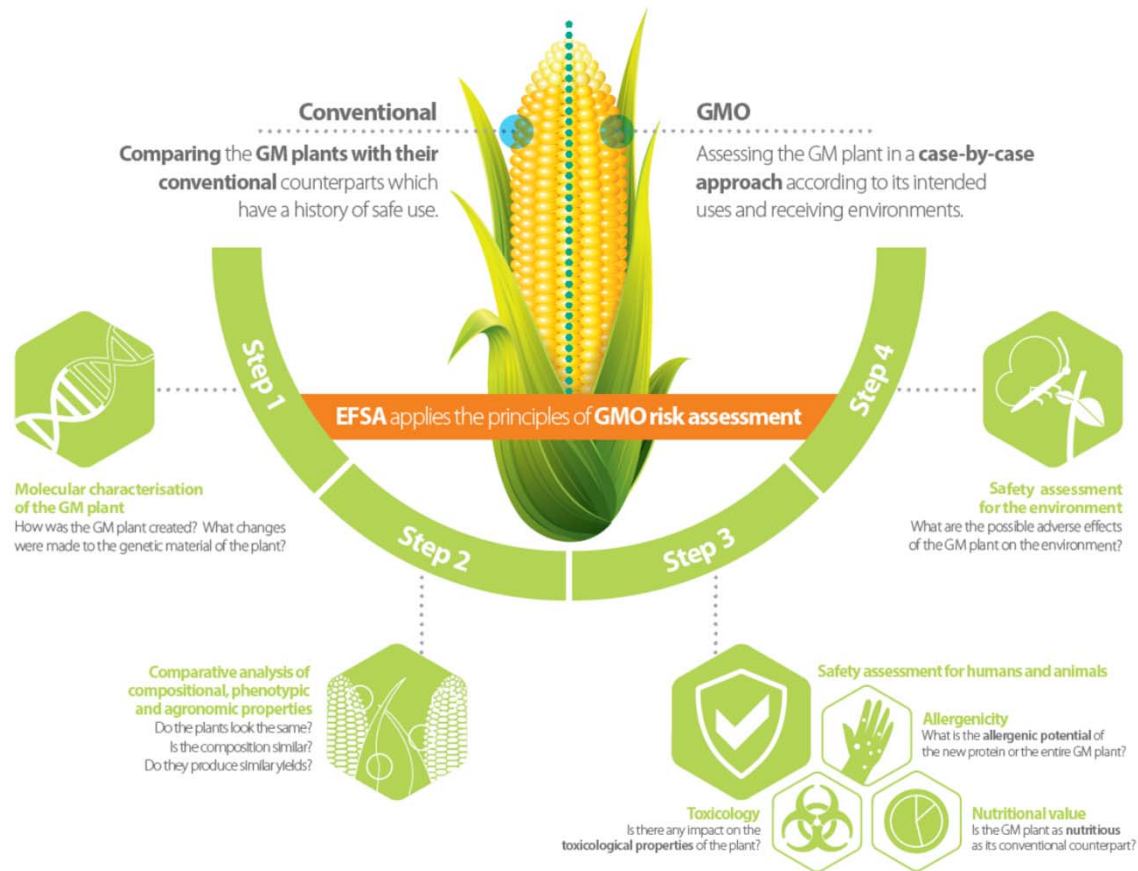 Conventional
Comparing the GM plants with their
conventional counterparts which
have a history of safe use.
GMO
Assessing the GM plant in a case-by-case
approach according to its intended
uses and receiving environments.
EFSA applies the principles of GMO risk assessment
Step 1
Molecular characterisation
of the GM plant
How was the GM plant created? What changes
were made to the genetic material of the plant?
Step 2
Comparative analysis of
compositional, phenotypic
and agronomic properties
Do the plants look the same?
Is the composition similar?
Do they produce similar yields?
Step 3
Safety assessment for humans and animals
Allergenicity
What is the allergenic potential of
the new protein or the entire GM plant?
Toxicology
Is there any impact on the
toxicological properties of the plant?
Nutritional value
Is the GM plant as nutritious
as its conventional counterpart?
Step 4
Safety assessment
for the environment
What are the possible adverse effects
of the GM plant on the environment?